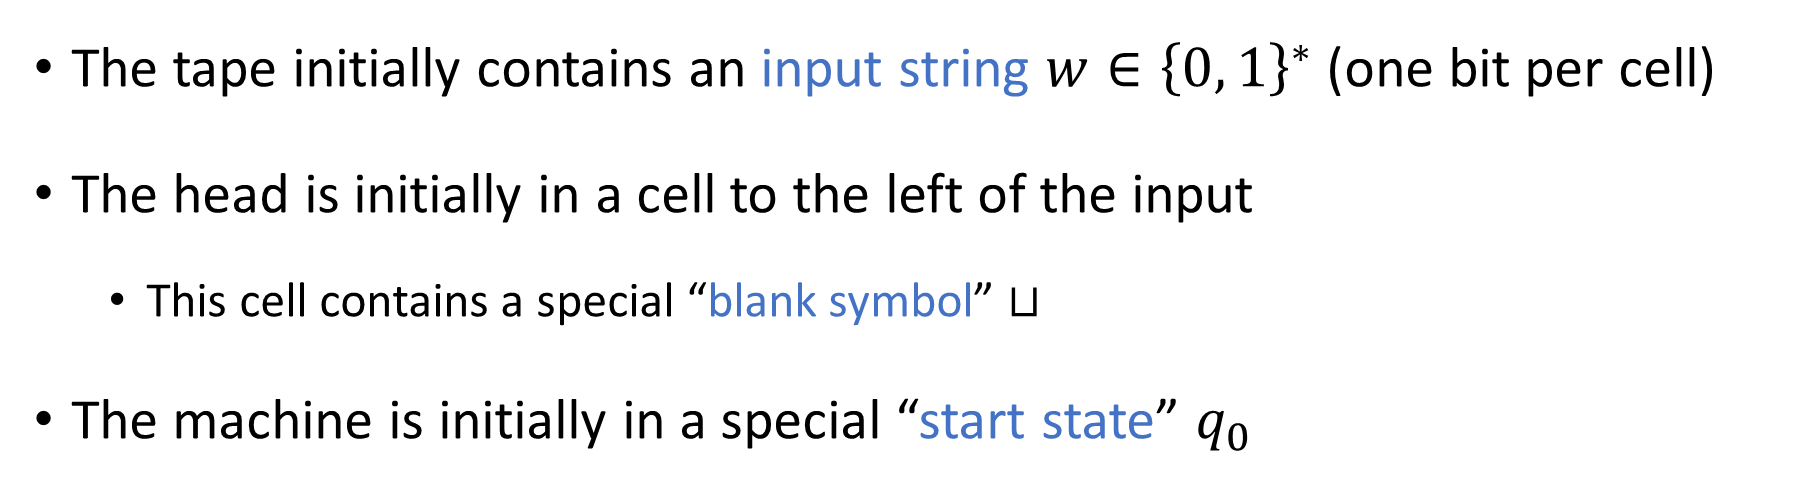 • The tape initially contains an input string 𝑤 ∈ {0, 1}* (one bit per cell)
• The head is initially in a cell to the left of the input
• This cell contains a special “blank symbol” ⊔
• The machine is initially in a special “start state” 𝑞₀